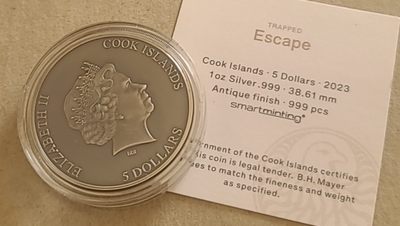 COOK ISLANDS
ELIZABETH II
IRB
5 DOLLARS
TRAPPED
Escape
Cook Islands · 5 Dollars · 2023
1oz Silver .999 · 38.61 mm
Antique finish · 999 pcs
smartminting®
ernment of the Cook Islands certifies
is coin is legal tender. B.H. Mayer
es to match the fineness and weight
as specified.